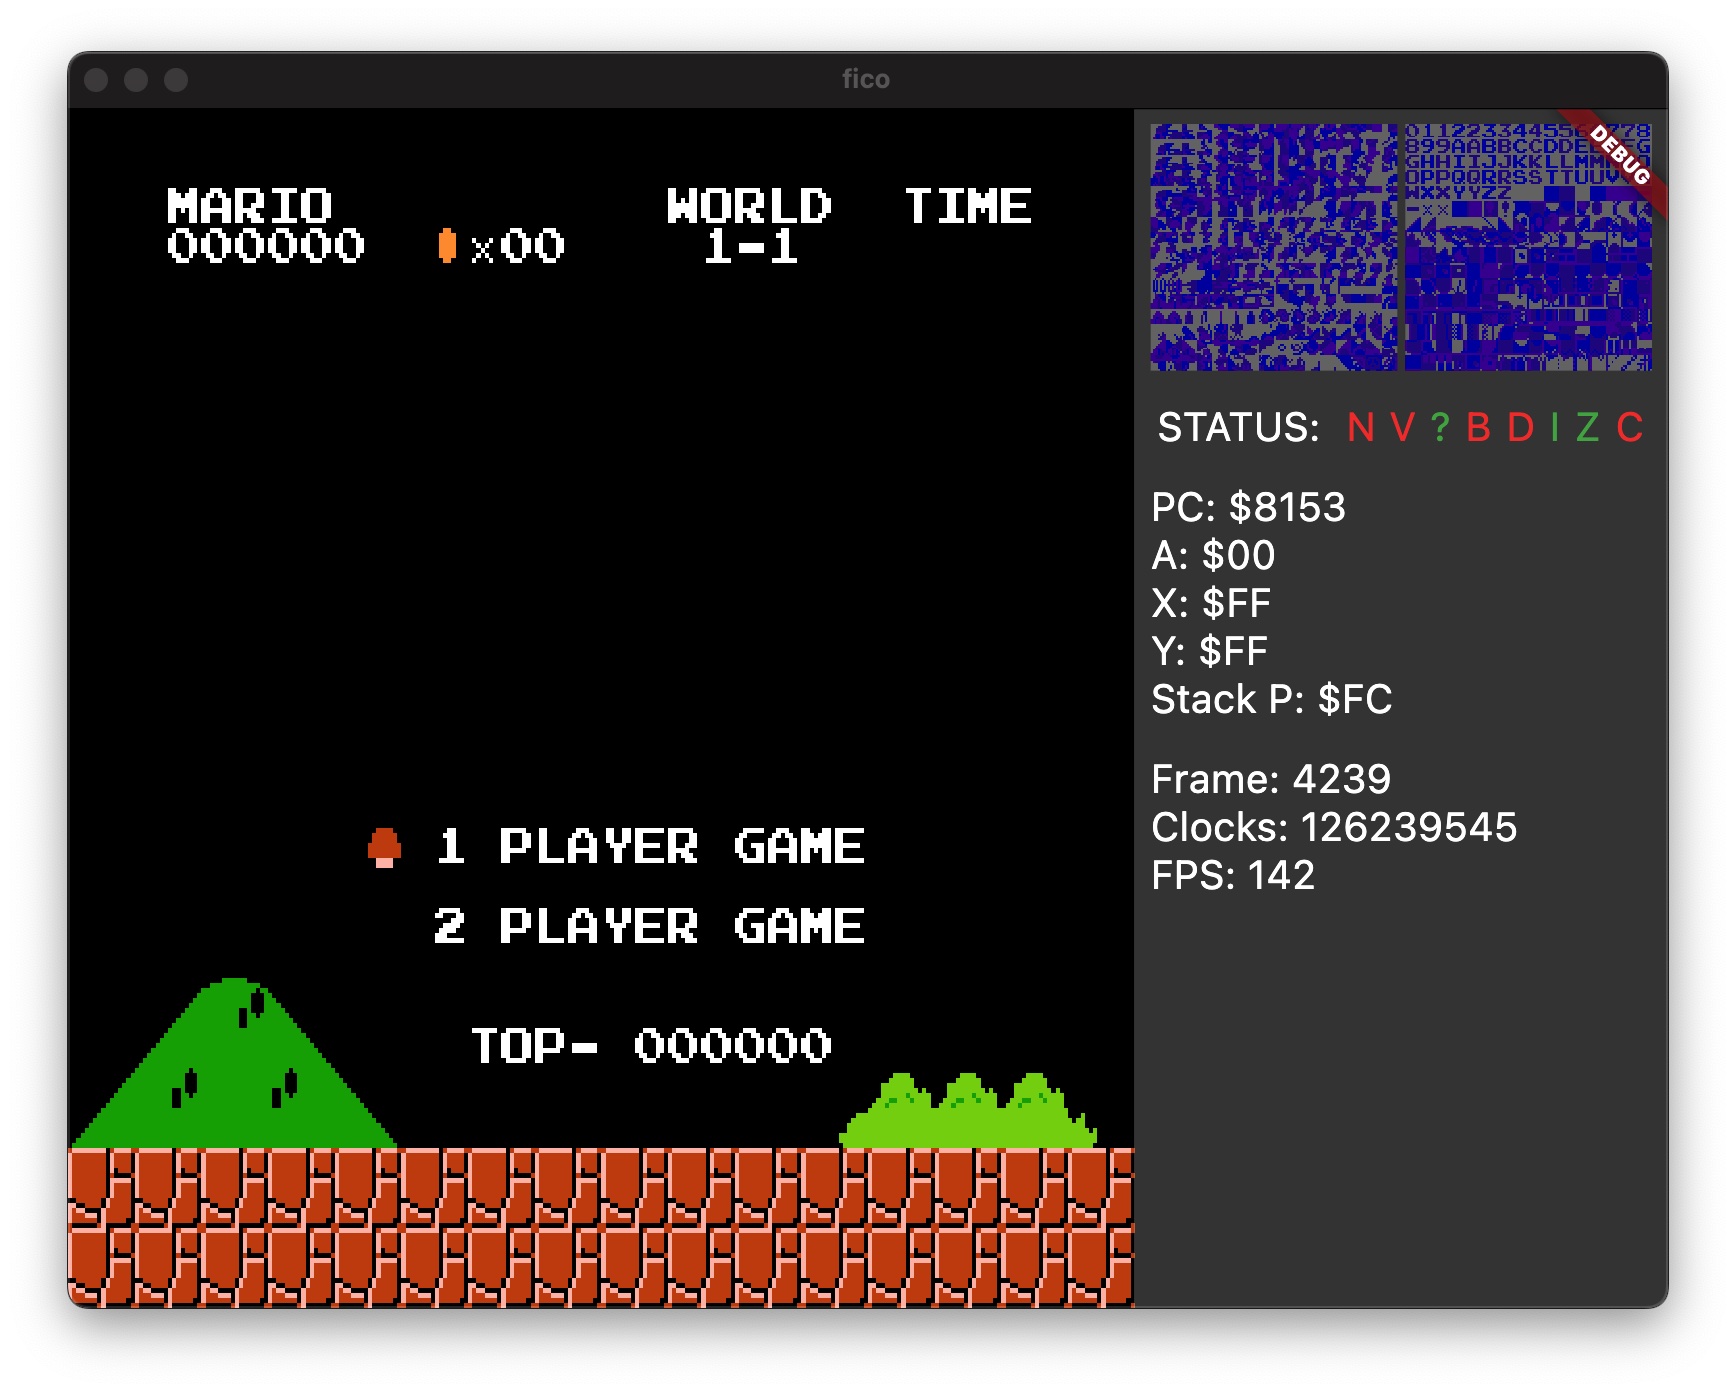 fico
MARIO WORLD TIME
000000 x00 1-1
1 PLAYER GAME
2 PLAYER GAME
TOP- 000000
DEBUG
STATUS: N V ? B D I Z C
PC: $8153
A: $00
X: $FF
Y: $FF
Stack P: $FC
Frame: 4239
Clocks: 126239545
FPS: 142